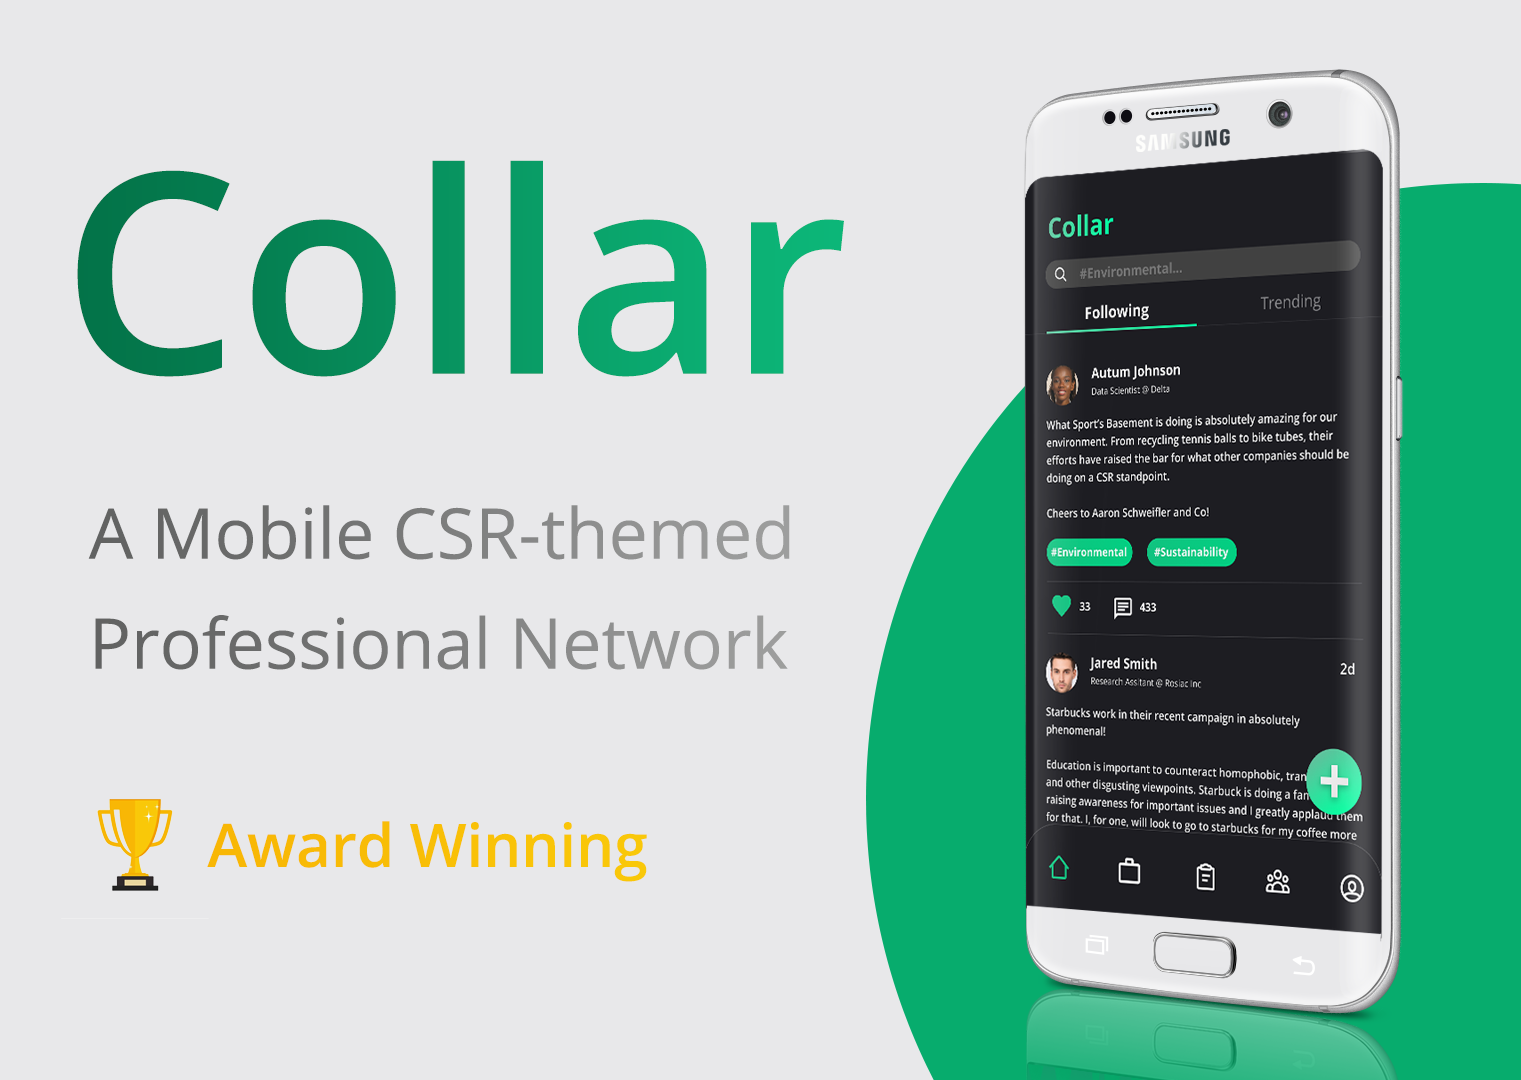 Collar
A Mobile CSR-themed
Professional Network
Award Winning
SAMSUNG
Collar
#Environmental...
Following
Trending
Autum Johnson
Data Scientist @ Delta
What Sport's Basement is doing is absolutely amazing for our
environment. From recycling tennis balls to bike tubes, their
efforts have raised the bar for what other companies should be
doing on a CSR standpoint.
Cheers to Aaron Schweifler and Co!
#Environmental #Sustainability
33 433
Jared Smith
2d
Research Assitant @ Rosiac Inc
Starbucks work in their recent campaign in absolutely
phenomenal!
Education is important to counteract homophobic,
and other disgusting viewpoints. Starbuck is doing a
raising awareness for important issues and I greatly applaud them
for that. I, for one, will look to go to starbucks for my coffee more